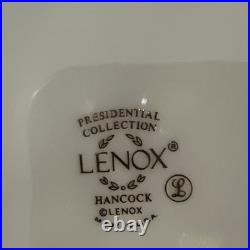 PRESIDENTIAL
COLLECTION
LENOX®
HANCOCK
©LENOX
L